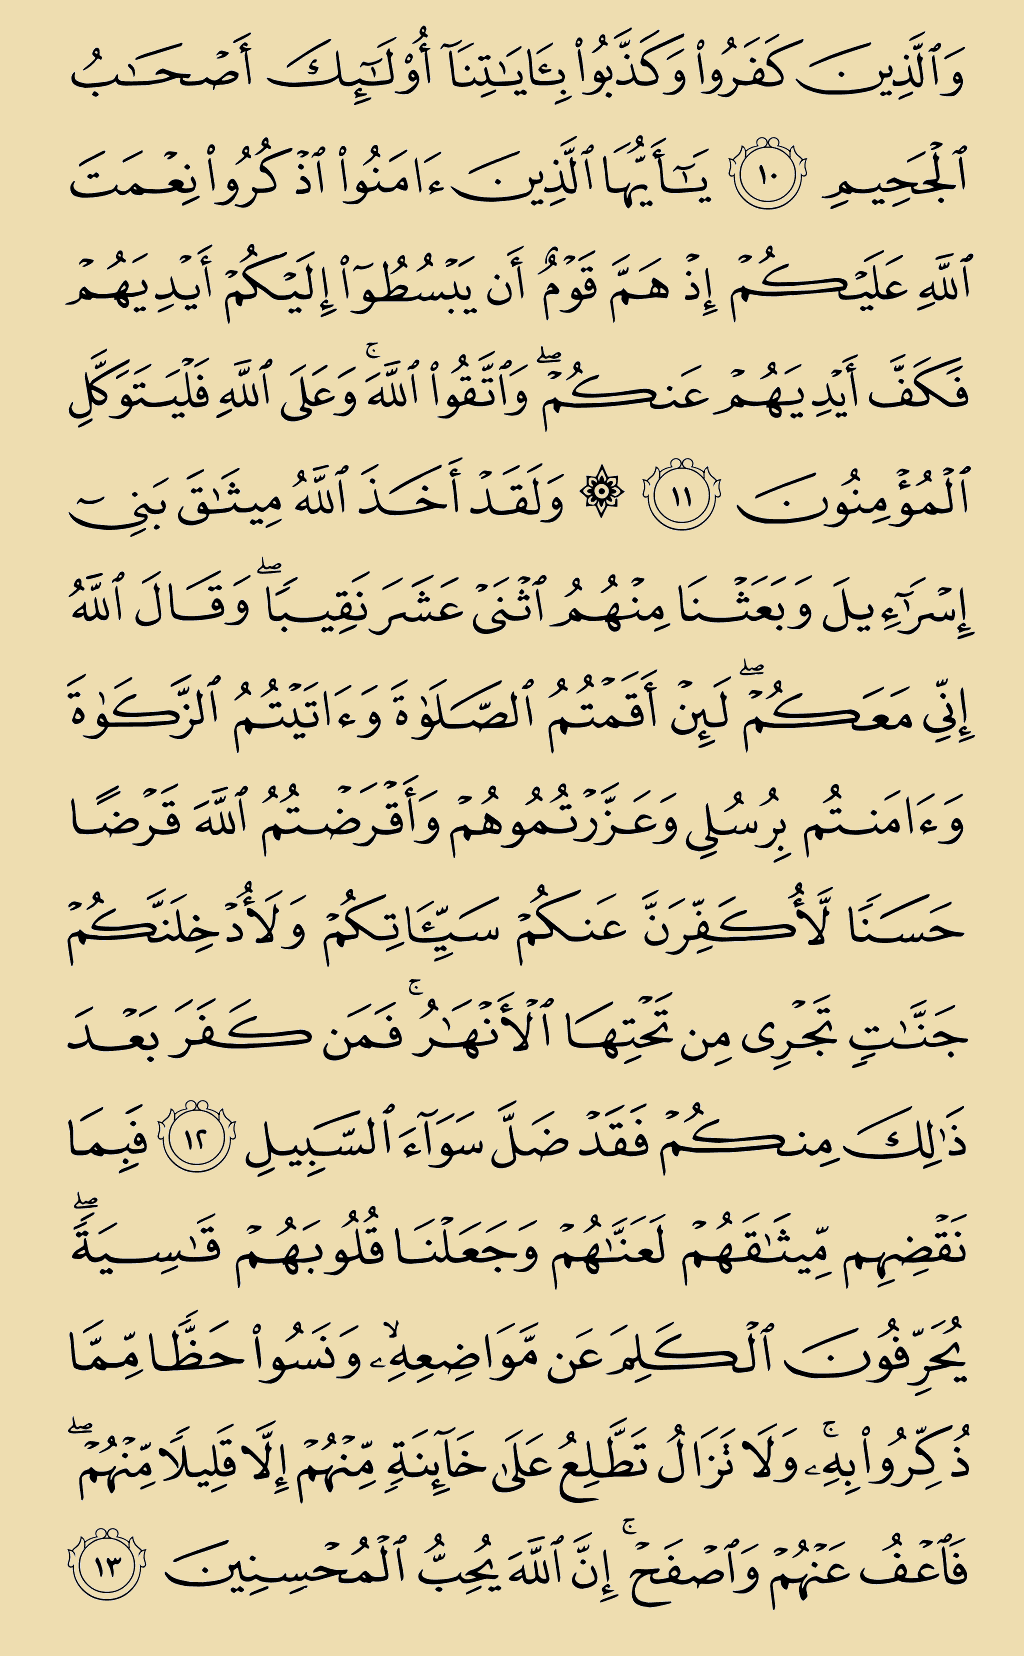 وَٱلَّذِينَ كَفَرُوا۟ وَكَذَّبُوا۟ بِـَٔايَـٰتِنَآ أُو۟لَـٰٓئِكَ أَصْحَـٰبُ
ٱلْجَحِيمِ ١٠ يَـٰٓأَيُّهَا ٱلَّذِينَ ءَامَنُوا۟ ٱذْكُرُوا۟ نِعْمَتَ
ٱللَّهِ عَلَيْكُمْ إِذْ هَمَّ قَوْمٌ أَن يَبْسُطُوٓا۟ إِلَيْكُمْ أَيْدِيَهُمْ
فَكَفَّ أَيْدِيَهُمْ عَنكُمْ ۖ وَٱتَّقُوا۟ ٱللَّهَ ۚ وَعَلَى ٱللَّهِ فَلْيَتَوَكَّلِ
ٱلْمُؤْمِنُونَ ١١ ۞ وَلَقَدْ أَخَذَ ٱللَّهُ مِيثَـٰقَ بَنِىٓ
إِسْرَٰٓءِيلَ وَبَعَثْنَا مِنْهُمُ ٱثْنَىْ عَشَرَ نَقِيبًا ۖ وَقَالَ ٱللَّهُ
إِنِّى مَعَكُمْ ۖ لَئِنْ أَقَمْتُمُ ٱلصَّلَوٰةَ وَءَاتَيْتُمُ ٱلزَّكَوٰةَ
وَءَامَنتُم بِرُسُلِى وَعَزَّرْتُمُوهُمْ وَأَقْرَضْتُمُ ٱللَّهَ قَرْضًا
حَسَنًا لَّأُكَفِّرَنَّ عَنكُمْ سَيِّـَٔاتِكُمْ وَلَأُدْخِلَنَّكُمْ
جَنَّـٰتٍ تَجْرِى مِن تَحْتِهَا ٱلْأَنْهَـٰرُ ۚ فَمَن كَفَرَ بَعْدَ
ذَٰلِكَ مِنكُمْ فَقَدْ ضَلَّ سَوَآءَ ٱلسَّبِيلِ ١٢ فَبِمَا
نَقْضِهِم مِّيثَـٰقَهُمْ لَعَنَّـٰهُمْ وَجَعَلْنَا قُلُوبَهُمْ قَـٰسِيَةً ۖ
يُحَرِّفُونَ ٱلْكَلِمَ عَن مَّوَاضِعِهِۦ ۙ وَنَسُوا۟ حَظًّا مِّمَّا
ذُكِّرُوا۟ بِهِۦ ۚ وَلَا تَزَالُ تَطَّلِعُ عَلَىٰ خَآئِنَةٍ مِّنْهُمْ إِلَّا قَلِيلًا مِّنْهُمْ ۖ
فَٱعْفُ عَنْهُمْ وَٱصْفَحْ ۚ إِنَّ ٱللَّهَ يُحِبُّ ٱلْمُحْسِنِينَ ١٣